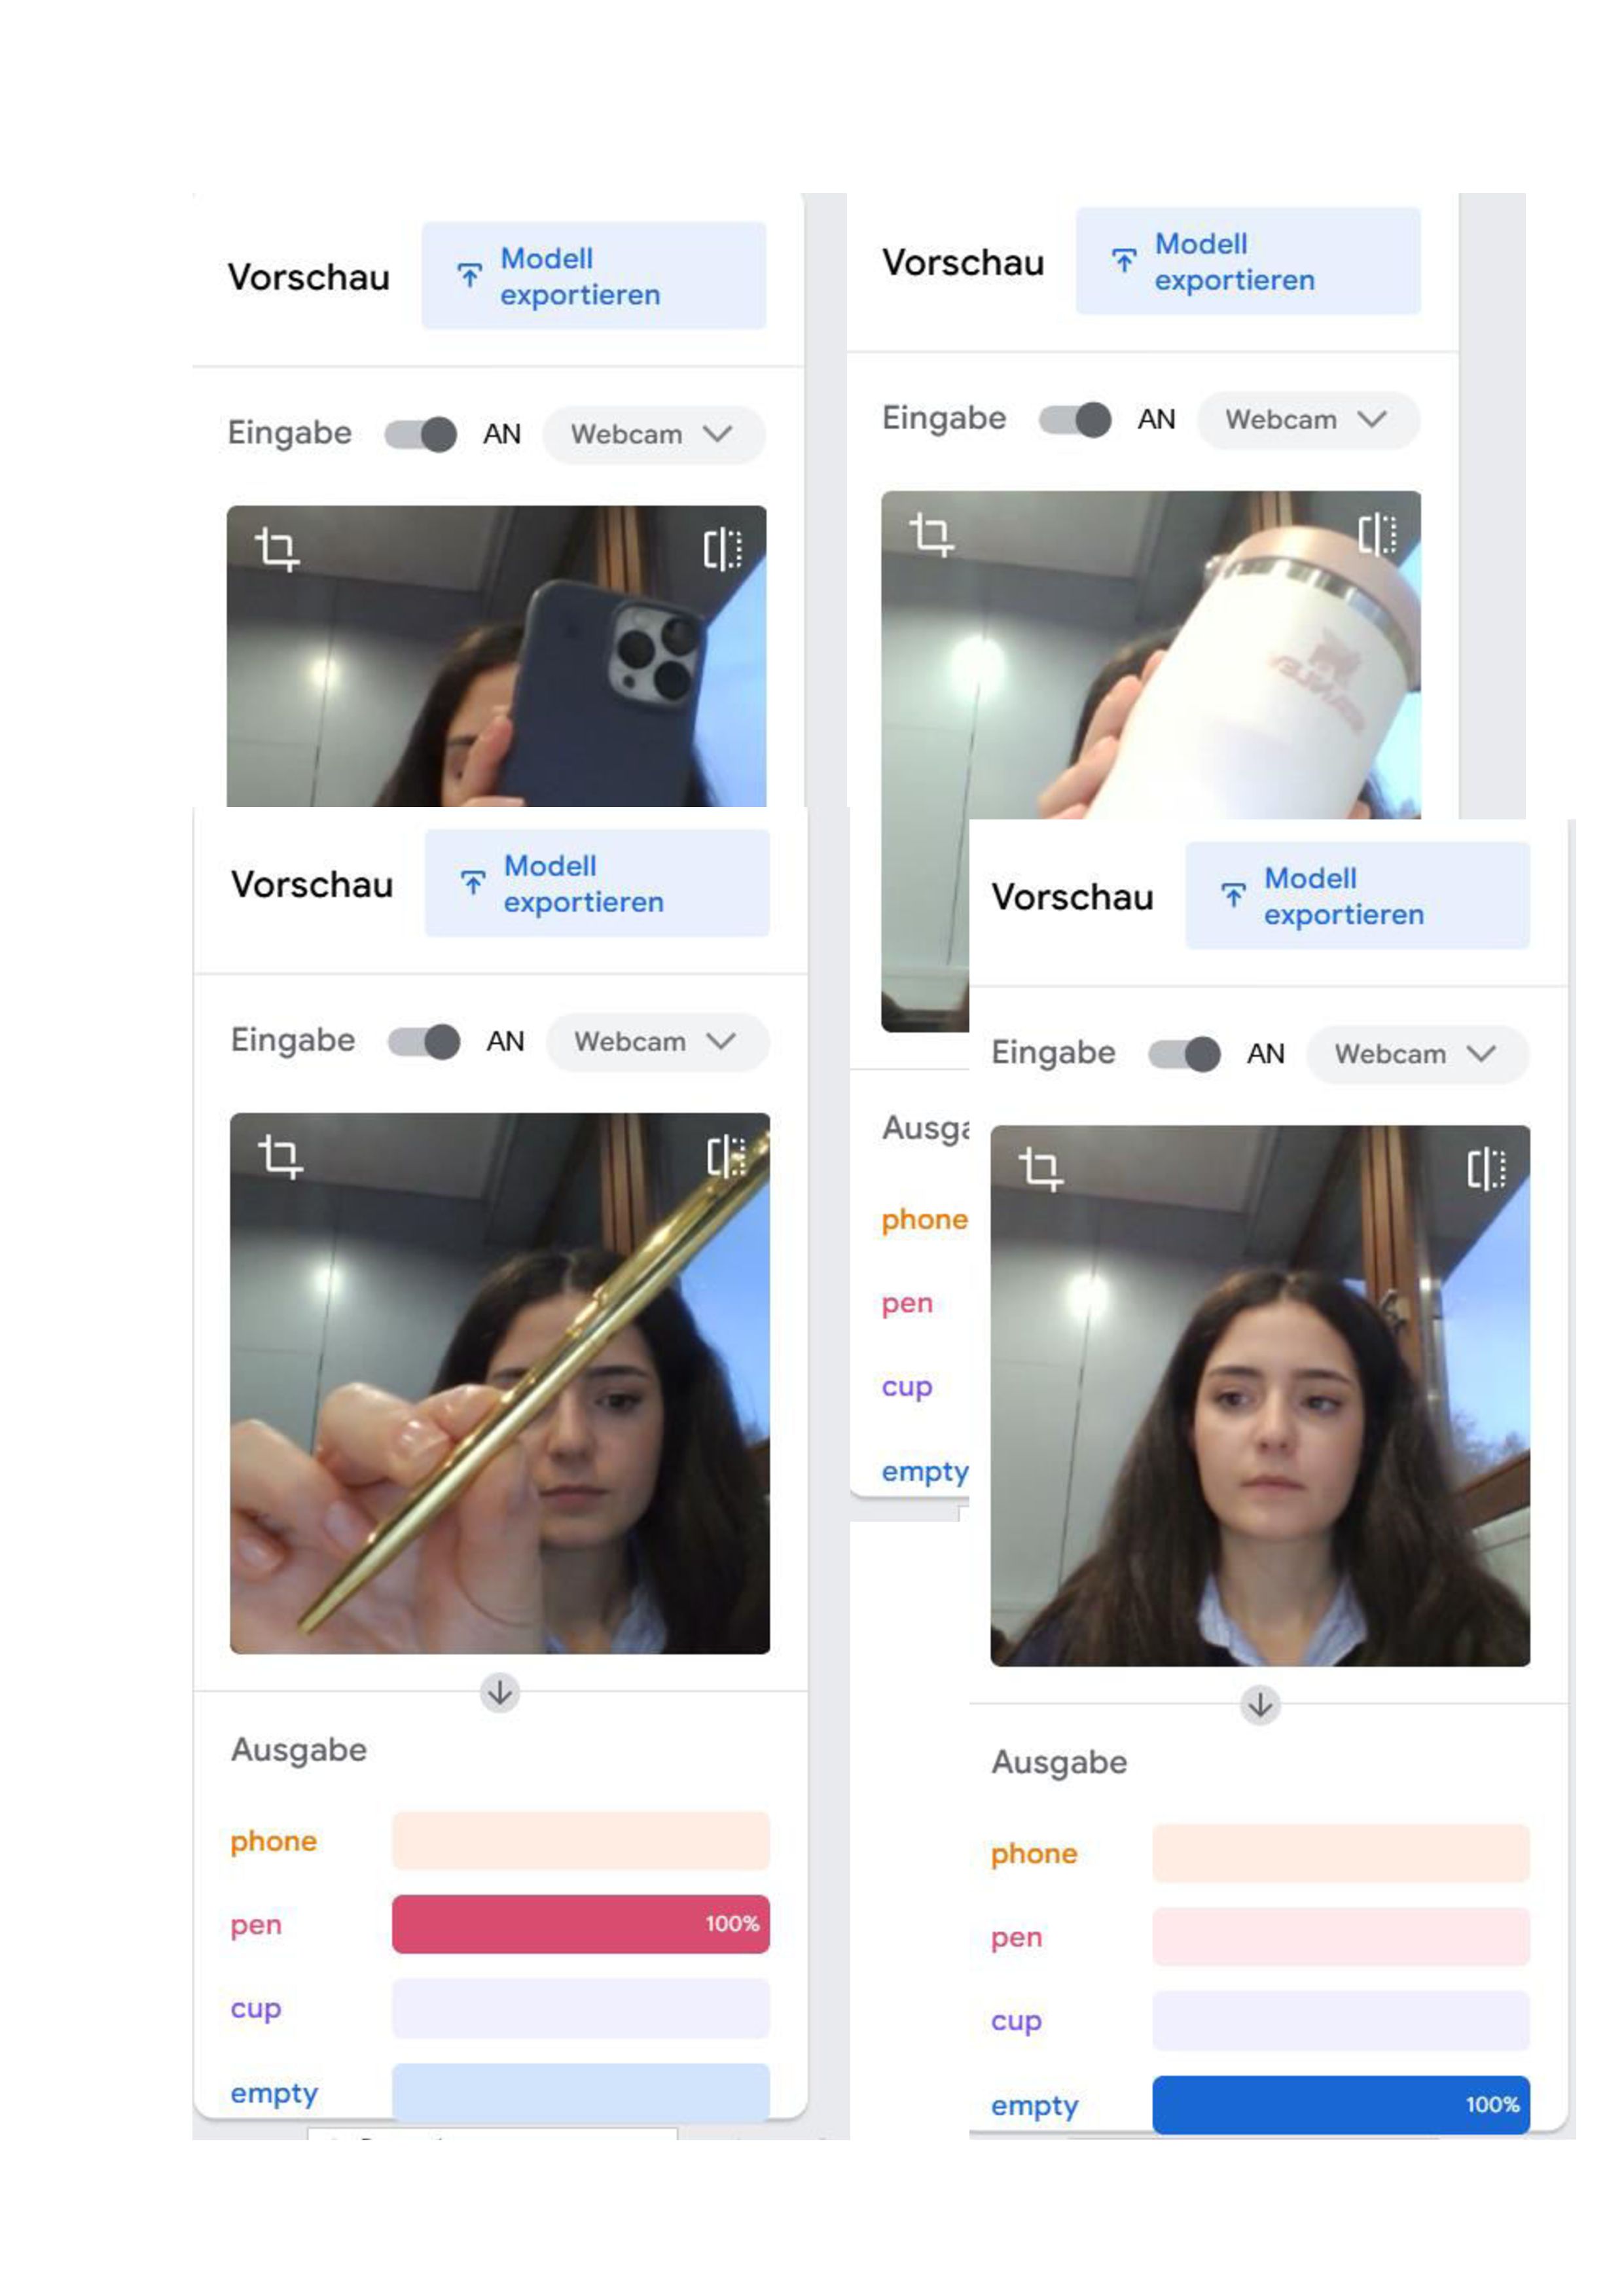 Vorschau
Modell
exportieren
Eingabe
AN
Webcam
Vorschau
Modell
exportieren
Eingabe
AN
Webcam
STANLEY
Vorschau
Modell
exportieren
Eingabe
AN
Webcam
Ausgabe
phone
pen
100%
cup
empty
Ausga
phone
pen
cup
empty
Vorschau
Modell
exportieren
Eingabe
AN
Webcam
Ausgabe
phone
pen
cup
empty
100%